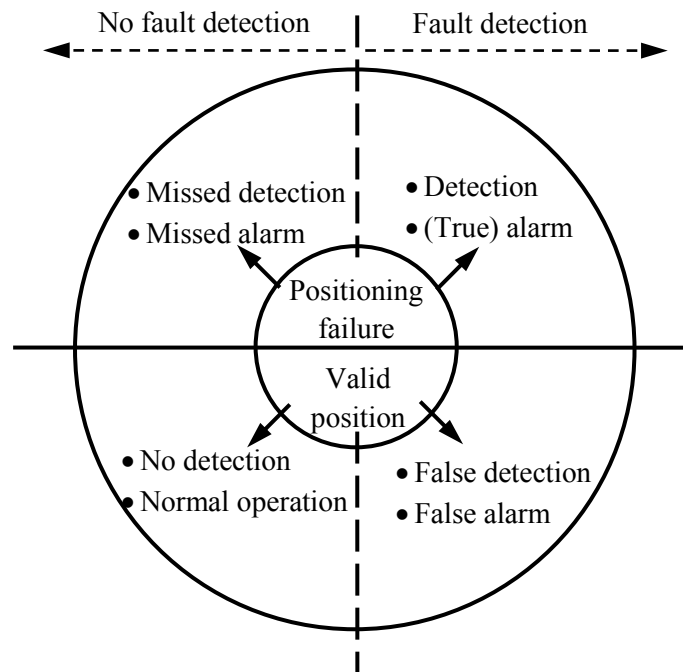 No fault detection
Fault detection
• Missed detection
• Missed alarm
• Detection
• (True) alarm
Positioning
failure
Valid
position
• No detection
• Normal operation
• False detection
• False alarm